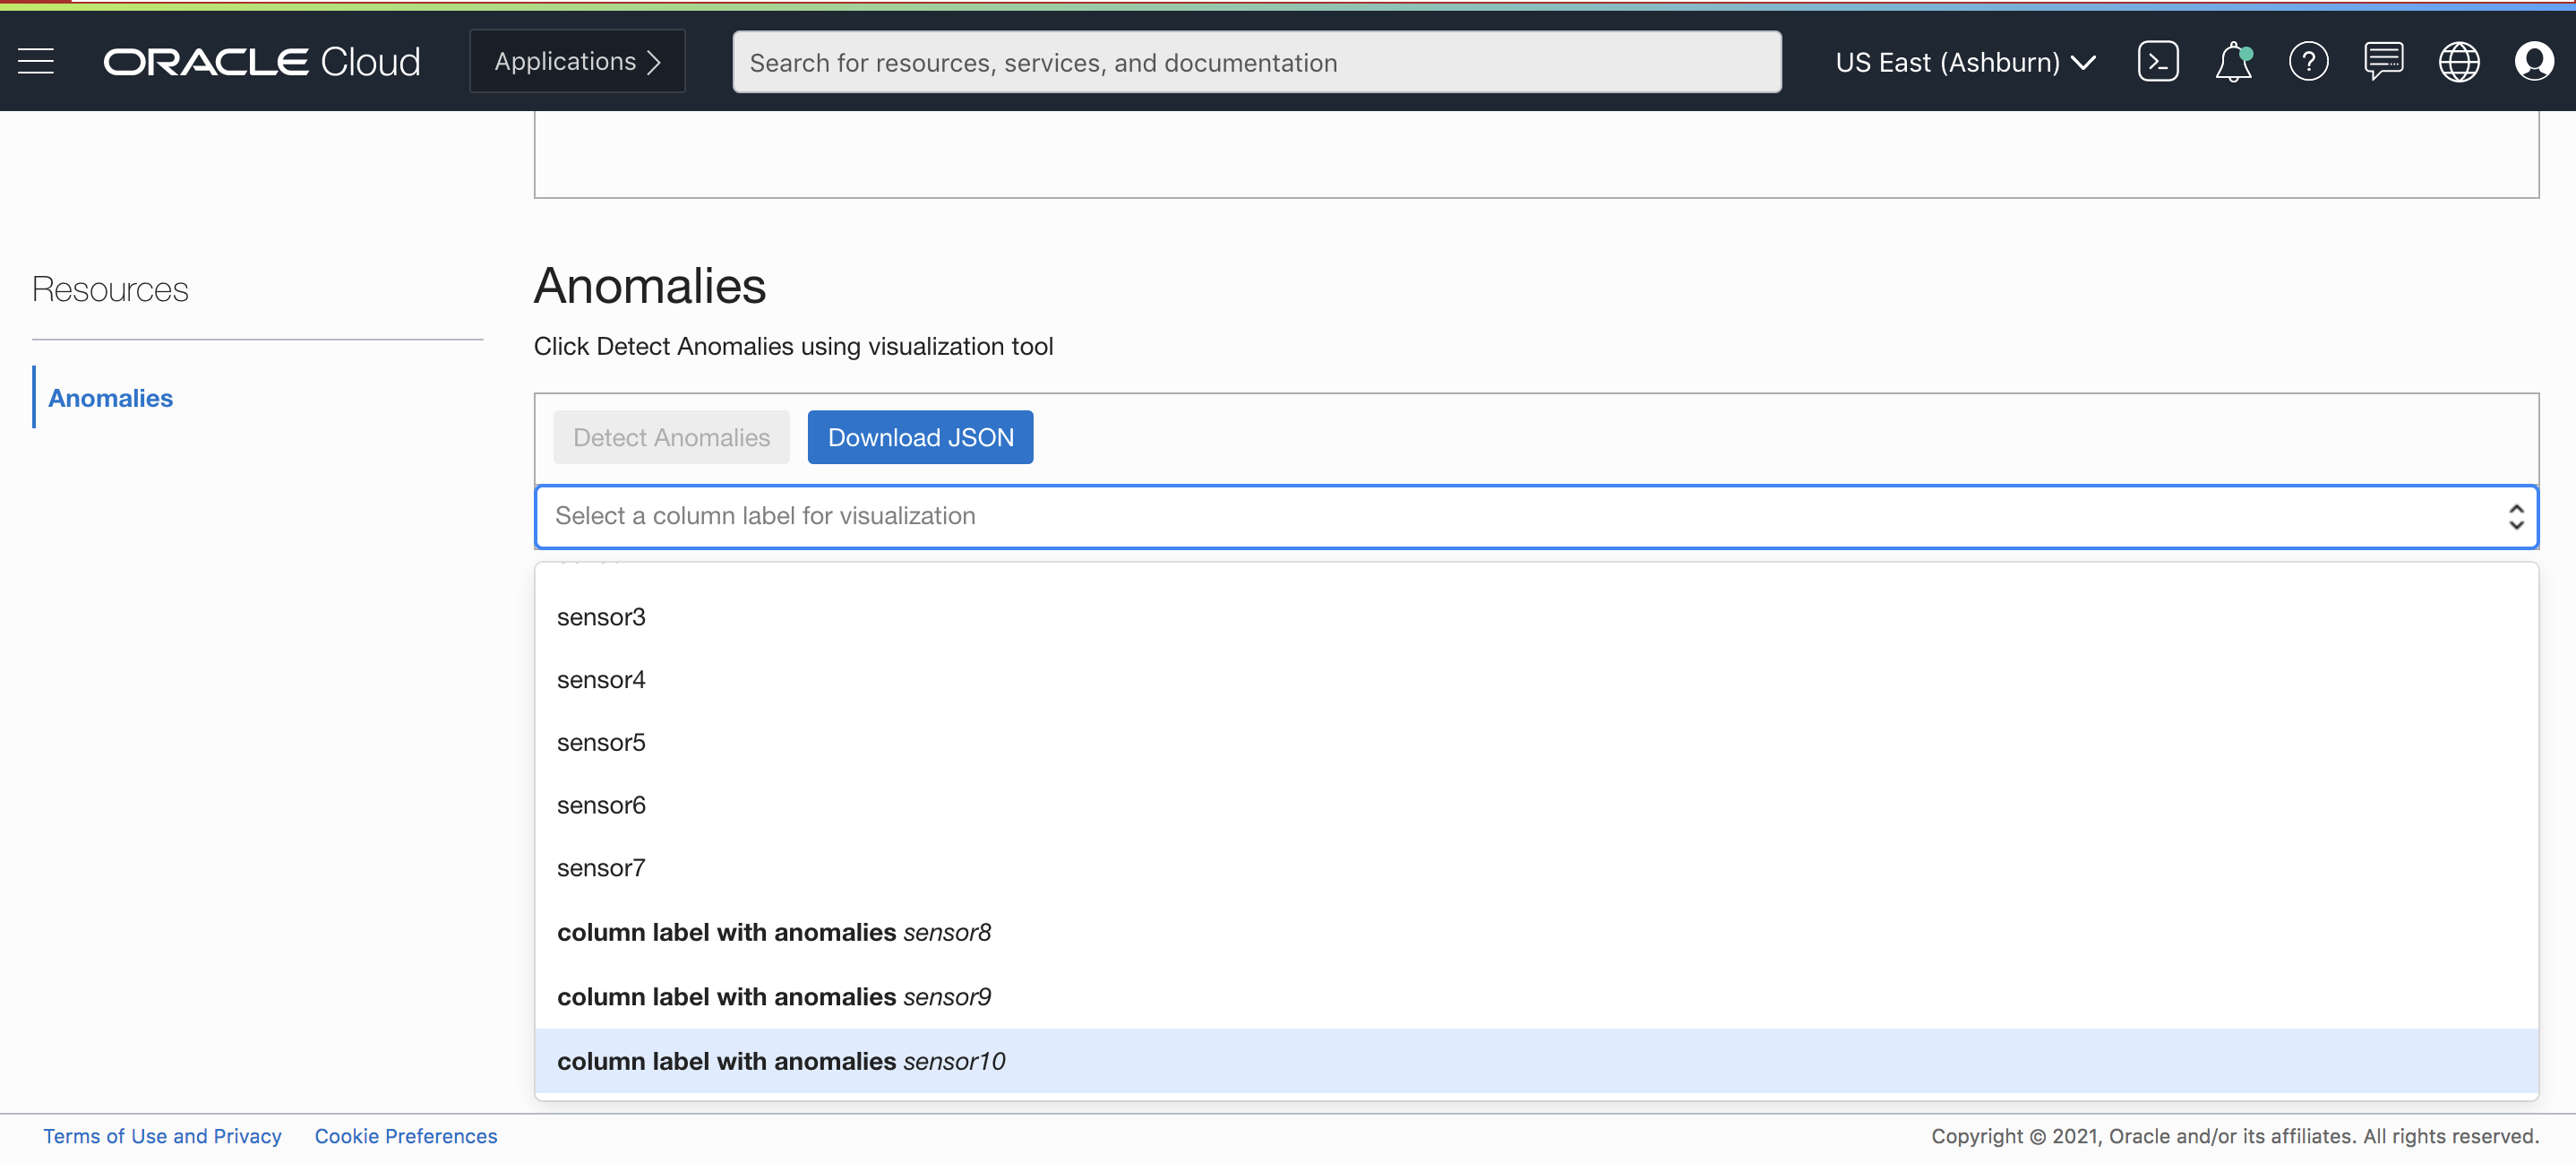 ORACLE Cloud
Applications
Search for resources, services, and documentation
US East (Ashburn)
Resources
Anomalies
Anomalies
Click Detect Anomalies using visualization tool
Detect Anomalies
Download JSON
Select a column label for visualization
sensor3
sensor4
sensor5
sensor6
sensor7
column label with anomalies sensor8
column label with anomalies sensor9
column label with anomalies sensor10
Terms of Use and Privacy
Cookie Preferences
Copyright © 2021, Oracle and/or its affiliates. All rights reserved.